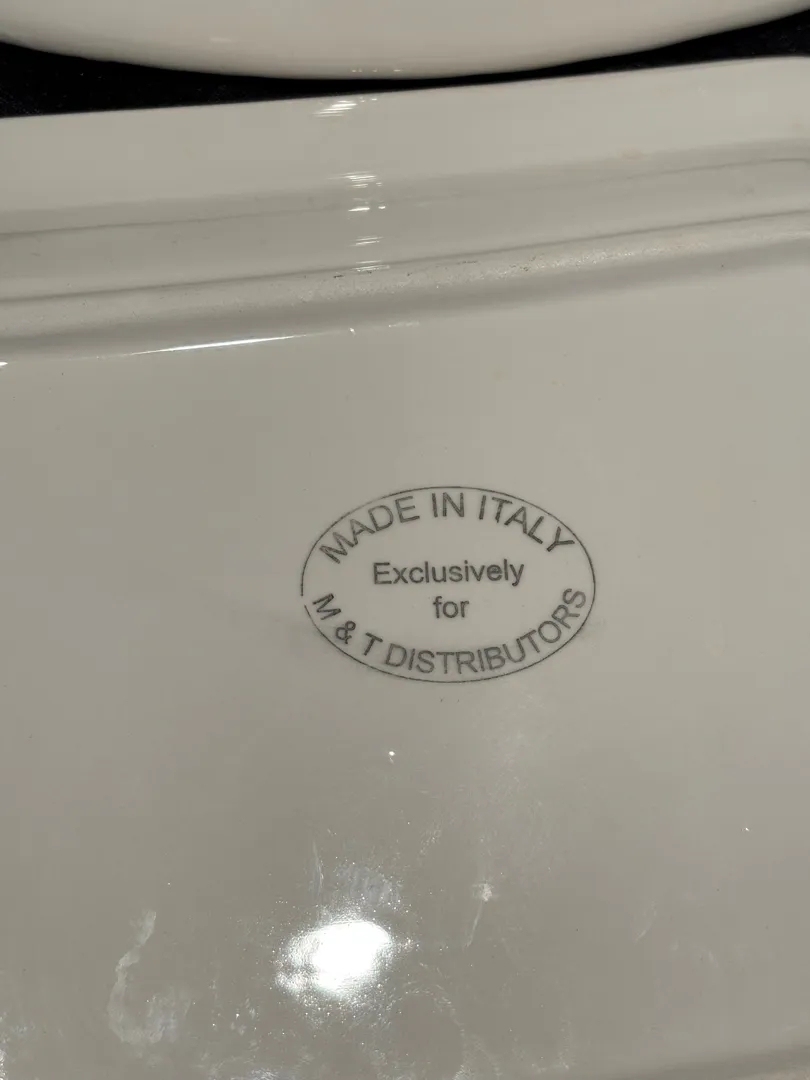 MADE IN ITALY
Exclusively
for
M & T DISTRIBUTORS